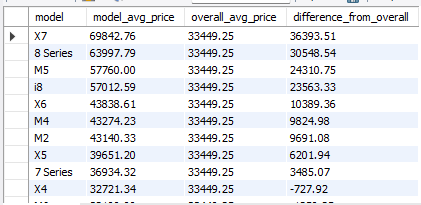 model model_avg_price overall_avg_price difference_from_overall
X7 69842.76 33449.25 36393.51
8 Series 63997.79 33449.25 30548.54
M5 57760.00 33449.25 24310.75
i8 57012.59 33449.25 23563.33
X6 43838.61 33449.25 10389.36
M4 43274.23 33449.25 9824.98
M2 43140.33 33449.25 9691.08
X5 39651.20 33449.25 6201.94
7 Series 36934.32 33449.25 3485.07
X4 32721.34 33449.25 -727.92